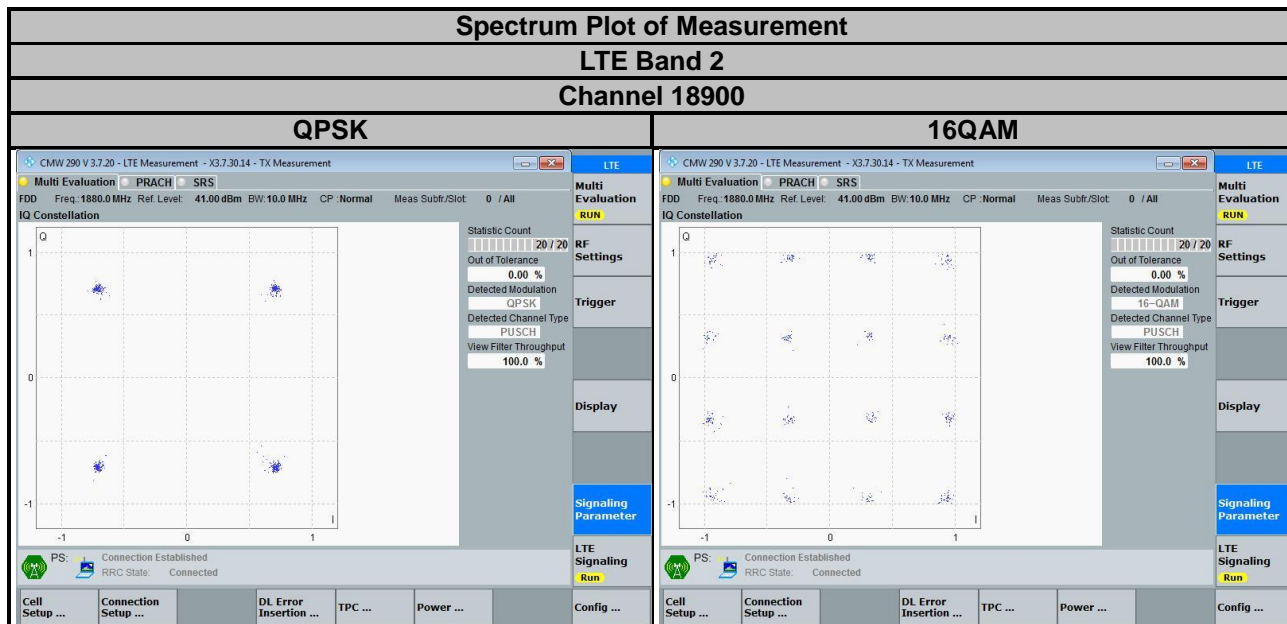 Spectrum Plot of Measurement
LTE Band 2
Channel 18900
QPSK
16QAM
CMW 290 V 3.7.20 - LTE Measurement - X3.7.30.14 - TX Measurement
LTE
Multi Evaluation PRACH SRS
FDD Freq.:1880.0 MHz Ref. Level: 41.00 dBm BW:10.0 MHz CP :Normal Meas Subfr./Slot: 0 / All
IQ Constellation
Q
1
0
-1
-1 0 1
I
Statistic Count
20 / 20
Out of Tolerance
0.00 %
Detected Modulation
QPSK
Detected Channel Type
PUSCH
View Filter Throughput
100.0 %
Multi
Evaluation
RUN
RF
Settings
Trigger
Display
Signaling
Parameter
LTE
Signaling
Run
PS: Connection Established
RRC State: Connected
Cell
Setup ...
Connection
Setup ...
DL Error
Insertion ...
TPC ...
Power ...
Config ...
CMW 290 V 3.7.20 - LTE Measurement - X3.7.30.14 - TX Measurement
LTE
Multi Evaluation PRACH SRS
FDD Freq.:1880.0 MHz Ref. Level: 41.00 dBm BW:10.0 MHz CP :Normal Meas Subfr./Slot: 0 / All
IQ Constellation
Q
1
0
-1
-1 0 1
I
Statistic Count
20 / 20
Out of Tolerance
0.00 %
Detected Modulation
16-QAM
Detected Channel Type
PUSCH
View Filter Throughput
100.0 %
Multi
Evaluation
RUN
RF
Settings
Trigger
Display
Signaling
Parameter
LTE
Signaling
Run
PS: Connection Established
RRC State: Connected
Cell
Setup ...
Connection
Setup ...
DL Error
Insertion ...
TPC ...
Power ...
Config ...